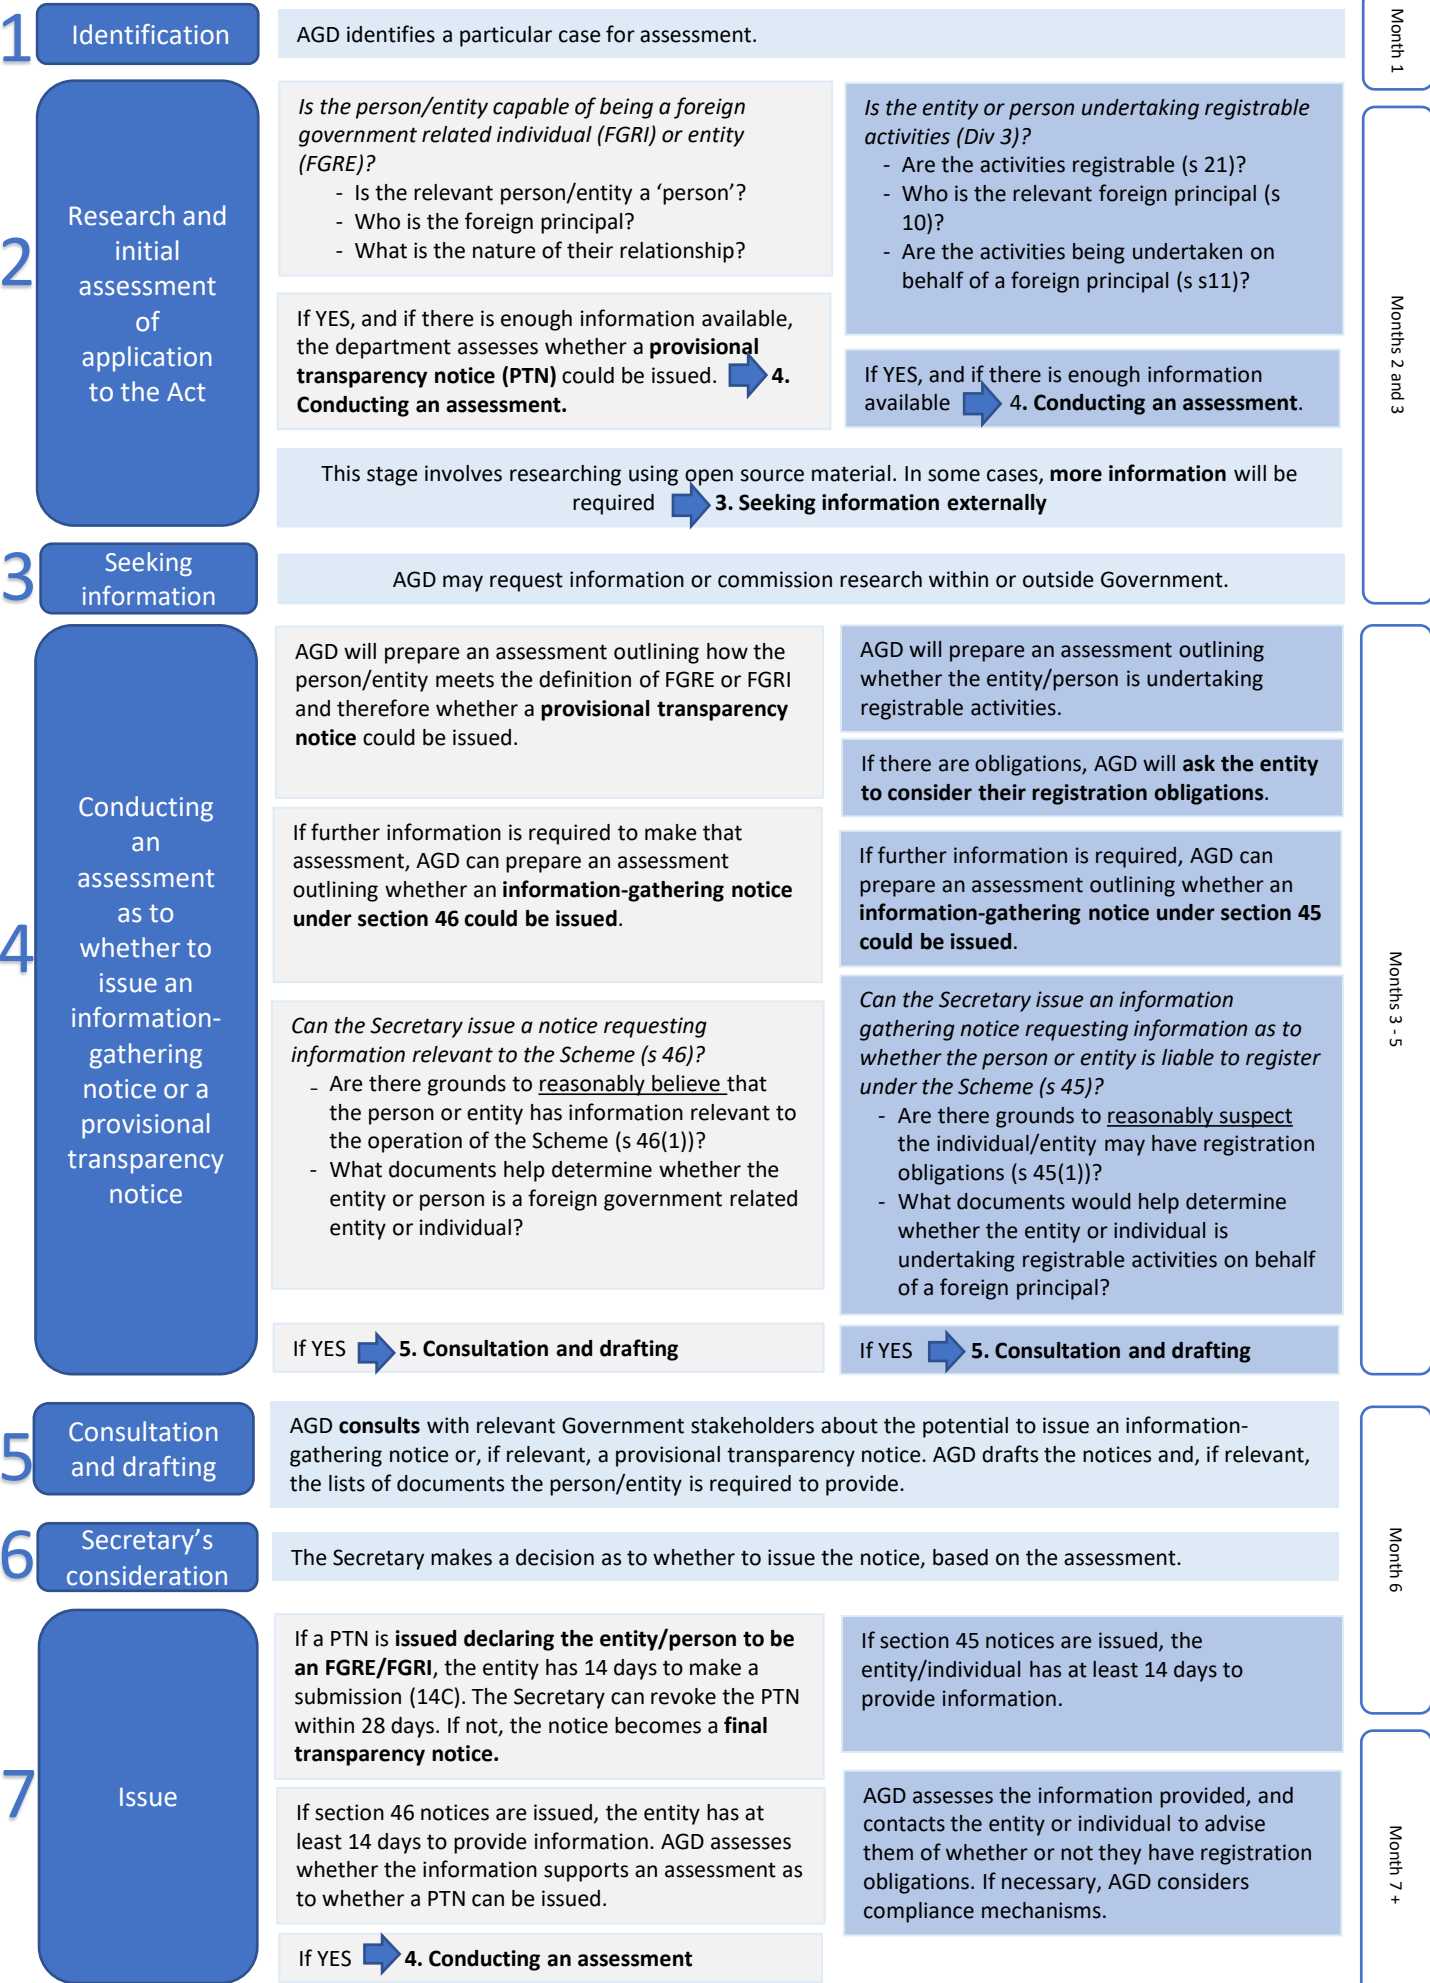 1
Identification
AGD identifies a particular case for assessment.
Month 1
2
Research and
initial
assessment
of
application
to the Act
Is the person/entity capable of being a foreign
government related individual (FGRI) or entity
(FGRE)?
- Is the relevant person/entity a ‘person’?
- Who is the foreign principal?
- What is the nature of their relationship?
If YES, and if there is enough information available,
the department assesses whether a provisional
transparency notice (PTN) could be issued. 4.
Conducting an assessment.
Is the entity or person undertaking registrable
activities (Div 3)?
- Are the activities registrable (s 21)?
- Who is the relevant foreign principal (s
10)?
- Are the activities being undertaken on
behalf of a foreign principal (s s11)?
If YES, and if there is enough information
available 4. Conducting an assessment.
This stage involves researching using open source material. In some cases, more information will be
required 3. Seeking information externally
Months 2 and 3
3
Seeking
information
AGD may request information or commission research within or outside Government.
4
Conducting
an
assessment
as to
whether to
issue an
information-
gathering
notice or a
provisional
transparency
notice
AGD will prepare an assessment outlining how the
person/entity meets the definition of FGRE or FGRI
and therefore whether a provisional transparency
notice could be issued.
If further information is required to make that
assessment, AGD can prepare an assessment
outlining whether an information-gathering notice
under section 46 could be issued.
Can the Secretary issue a notice requesting
information relevant to the Scheme (s 46)?
- Are there grounds to reasonably believe that
the person or entity has information relevant to
the operation of the Scheme (s 46(1))?
- What documents help determine whether the
entity or person is a foreign government related
entity or individual?
If YES 5. Consultation and drafting
AGD will prepare an assessment outlining
whether the entity/person is undertaking
registrable activities.
If there are obligations, AGD will ask the entity
to consider their registration obligations.
If further information is required, AGD can
prepare an assessment outlining whether an
information-gathering notice under section 45
could be issued.
Can the Secretary issue an information
gathering notice requesting information as to
whether the person or entity is liable to register
under the Scheme (s 45)?
- Are there grounds to reasonably suspect
the individual/entity may have registration
obligations (s 45(1))?
- What documents would help determine
whether the entity or individual is
undertaking registrable activities on behalf
of a foreign principal?
If YES 5. Consultation and drafting
Months 3 - 5
5
Consultation
and drafting
AGD consults with relevant Government stakeholders about the potential to issue an information-
gathering notice or, if relevant, a provisional transparency notice. AGD drafts the notices and, if relevant,
the lists of documents the person/entity is required to provide.
6
Secretary’s
consideration
The Secretary makes a decision as to whether to issue the notice, based on the assessment.
Month 6
7
Issue
If a PTN is issued declaring the entity/person to be
an FGRE/FGRI, the entity has 14 days to make a
submission (14C). The Secretary can revoke the PTN
within 28 days. If not, the notice becomes a final
transparency notice.
If section 46 notices are issued, the entity has at
least 14 days to provide information. AGD assesses
whether the information supports an assessment as
to whether a PTN can be issued.
If YES 4. Conducting an assessment
If section 45 notices are issued, the
entity/individual has at least 14 days to
provide information.
AGD assesses the information provided, and
contacts the entity or individual to advise
them of whether or not they have registration
obligations. If necessary, AGD considers
compliance mechanisms.
Month 7 +